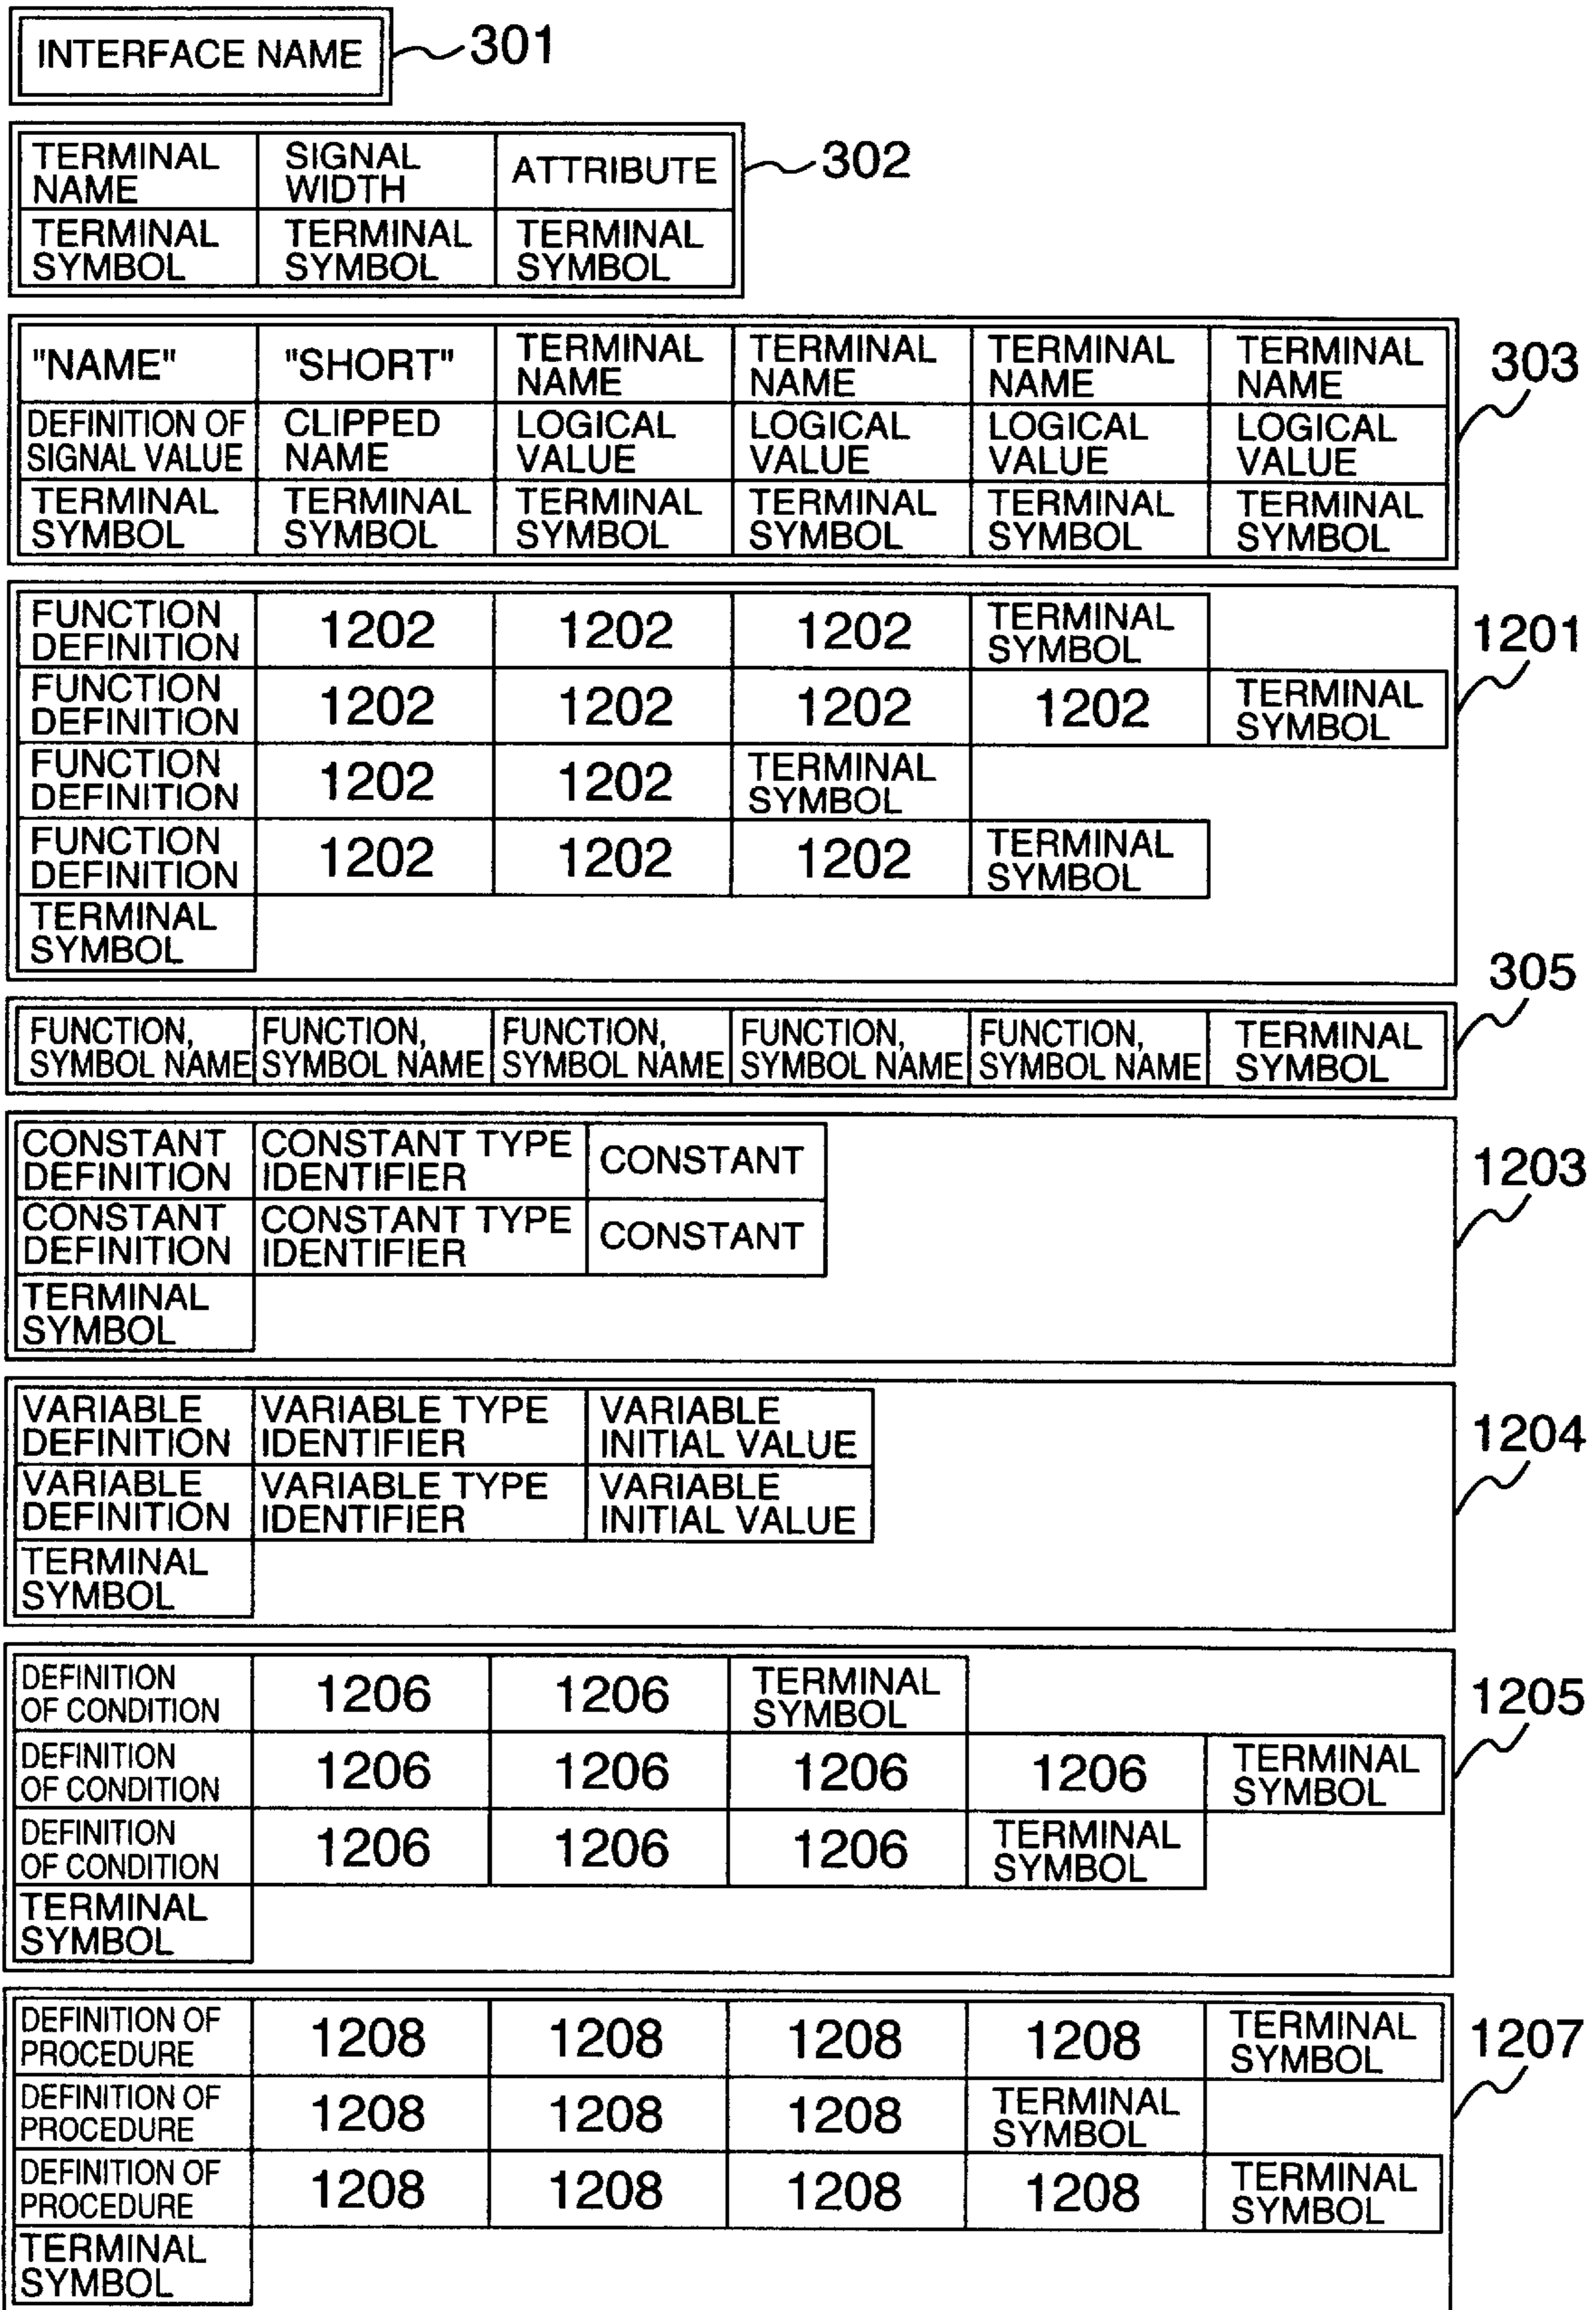 INTERFACE NAME 301
TERMINAL NAME SIGNAL WIDTH ATTRIBUTE 302
TERMINAL SYMBOL TERMINAL SYMBOL TERMINAL SYMBOL
"NAME" "SHORT" TERMINAL NAME TERMINAL NAME TERMINAL NAME TERMINAL NAME 303
DEFINITION OF SIGNAL VALUE CLIPPED NAME LOGICAL VALUE LOGICAL VALUE LOGICAL VALUE LOGICAL VALUE
TERMINAL SYMBOL TERMINAL SYMBOL TERMINAL SYMBOL TERMINAL SYMBOL TERMINAL SYMBOL TERMINAL SYMBOL
FUNCTION DEFINITION 1202 1202 1202 TERMINAL SYMBOL 1201
FUNCTION DEFINITION 1202 1202 1202 1202 TERMINAL SYMBOL
FUNCTION DEFINITION 1202 1202 TERMINAL SYMBOL
FUNCTION DEFINITION 1202 1202 1202 TERMINAL SYMBOL
TERMINAL SYMBOL
305
FUNCTION, SYMBOL NAME FUNCTION, SYMBOL NAME FUNCTION, SYMBOL NAME FUNCTION, SYMBOL NAME FUNCTION, SYMBOL NAME TERMINAL SYMBOL
CONSTANT DEFINITION CONSTANT TYPE IDENTIFIER CONSTANT 1203
CONSTANT DEFINITION CONSTANT TYPE IDENTIFIER CONSTANT
TERMINAL SYMBOL
VARIABLE DEFINITION VARIABLE TYPE IDENTIFIER VARIABLE INITIAL VALUE 1204
VARIABLE DEFINITION VARIABLE TYPE IDENTIFIER VARIABLE INITIAL VALUE
TERMINAL SYMBOL
DEFINITION OF CONDITION 1206 1206 TERMINAL SYMBOL 1205
DEFINITION OF CONDITION 1206 1206 1206 1206 TERMINAL SYMBOL
DEFINITION OF CONDITION 1206 1206 1206 TERMINAL SYMBOL
TERMINAL SYMBOL
DEFINITION OF PROCEDURE 1208 1208 1208 1208 TERMINAL SYMBOL 1207
DEFINITION OF PROCEDURE 1208 1208 1208 TERMINAL SYMBOL
DEFINITION OF PROCEDURE 1208 1208 1208 1208 TERMINAL SYMBOL
TERMINAL SYMBOL